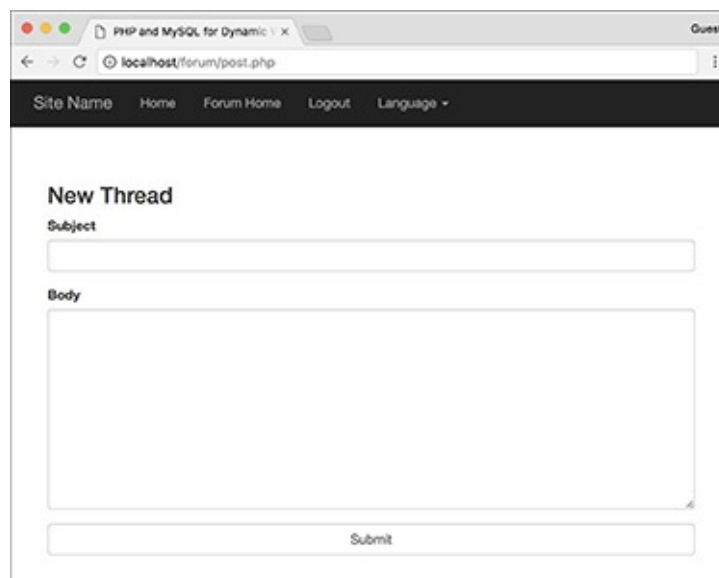 PHP and MySQL for Dynamic
Guest
localhost/forum/post.php
Site Name Home Forum Home Logout Language
New Thread
Subject
Body
Submit